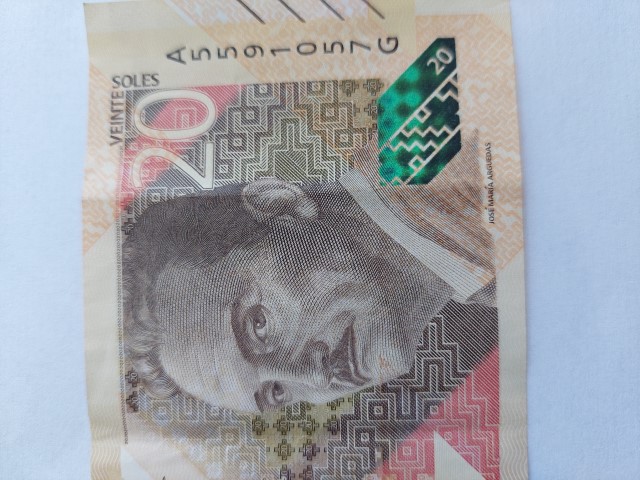 20
VEINTE
SOLES
A5591057G
20
JOSÉ MARÍA ARGUEDAS